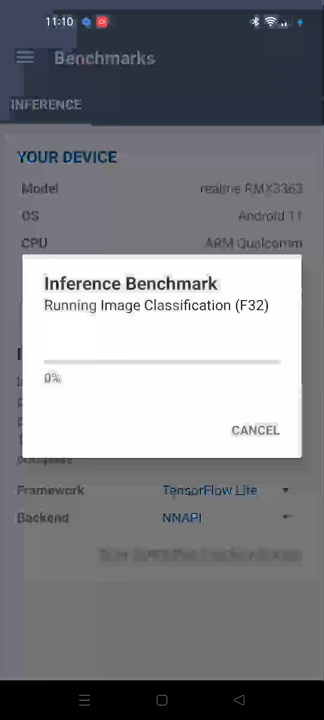 11:10
Benchmarks
INFERENCE
YOUR DEVICE
Model realme RMX3363
OS Android 11
CPU ARM Qualcomm
Inference Benchmark
Running Image Classification (F32)
0%
CANCEL
Framework TensorFlow Lite
Backend NNAPI